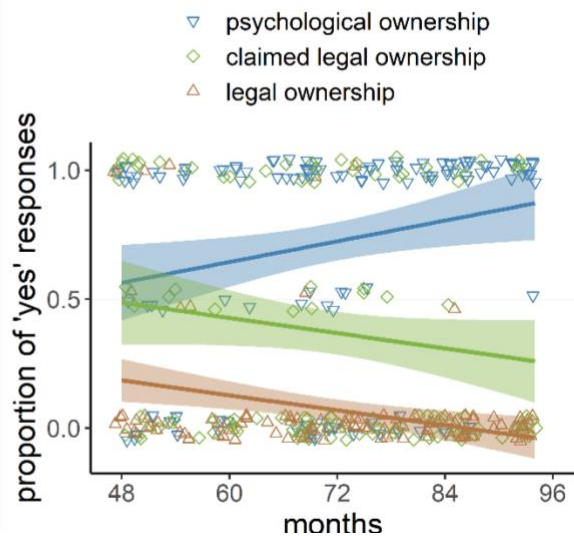 psychological ownership
claimed legal ownership
legal ownership
proportion of 'yes' responses
1.0
0.5
0.0
48 60 72 84 96
months